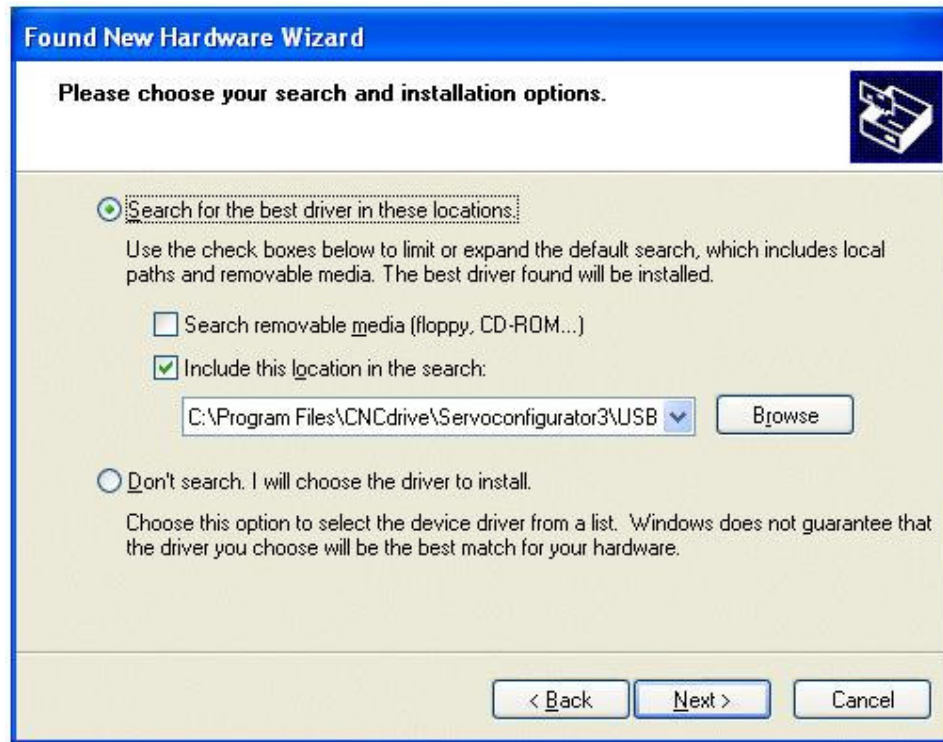 Found New Hardware Wizard
Please choose your search and installation options.
Search for the best driver in these locations.
Use the check boxes below to limit or expand the default search, which includes local
paths and removable media. The best driver found will be installed.
Search removable media (floppy, CD-ROM...)
Include this location in the search:
C:\Program Files\CNCdrive\Servoconfigurator3\USB
Browse
Don't search. I will choose the driver to install.
Choose this option to select the device driver from a list. Windows does not guarantee that
the driver you choose will be the best match for your hardware.
< Back Next > Cancel